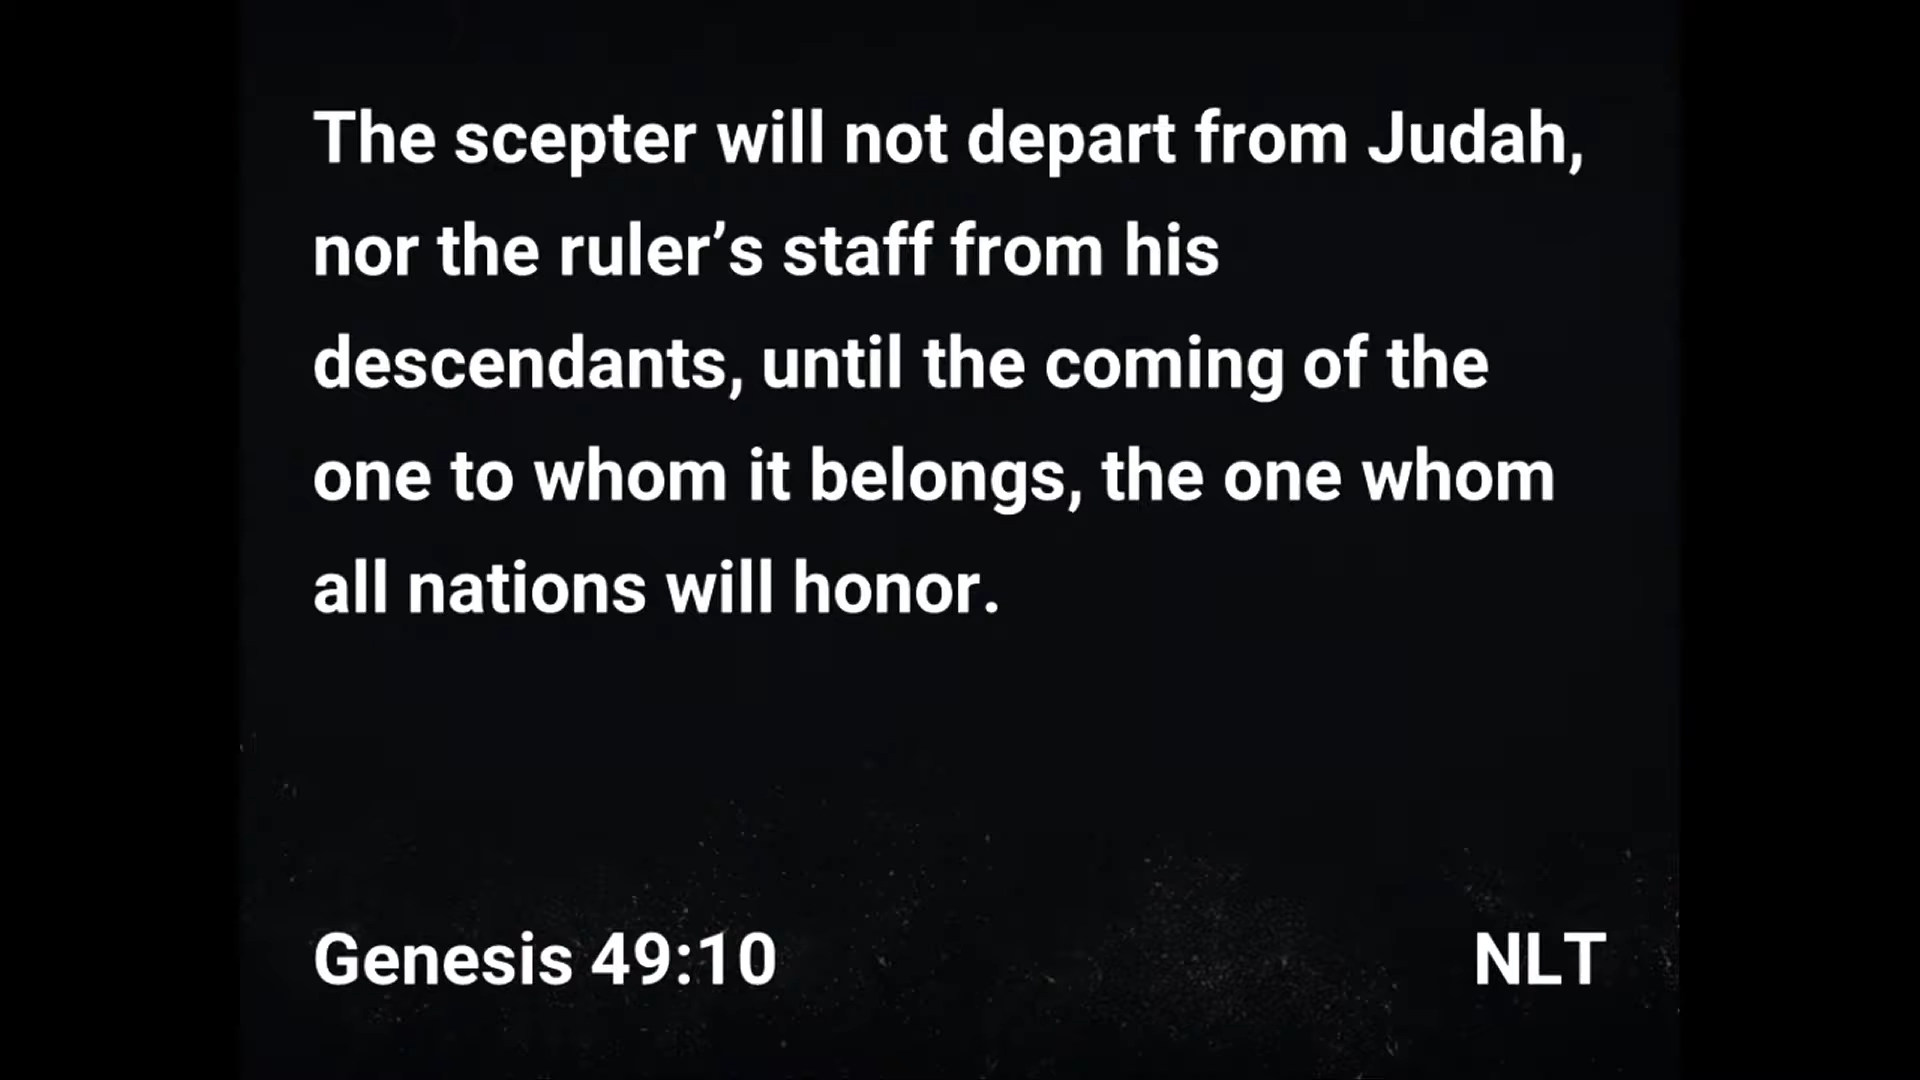 The scepter will not depart from Judah,
nor the ruler’s staff from his
descendants, until the coming of the
one to whom it belongs, the one whom
all nations will honor.
Genesis 49:10
NLT